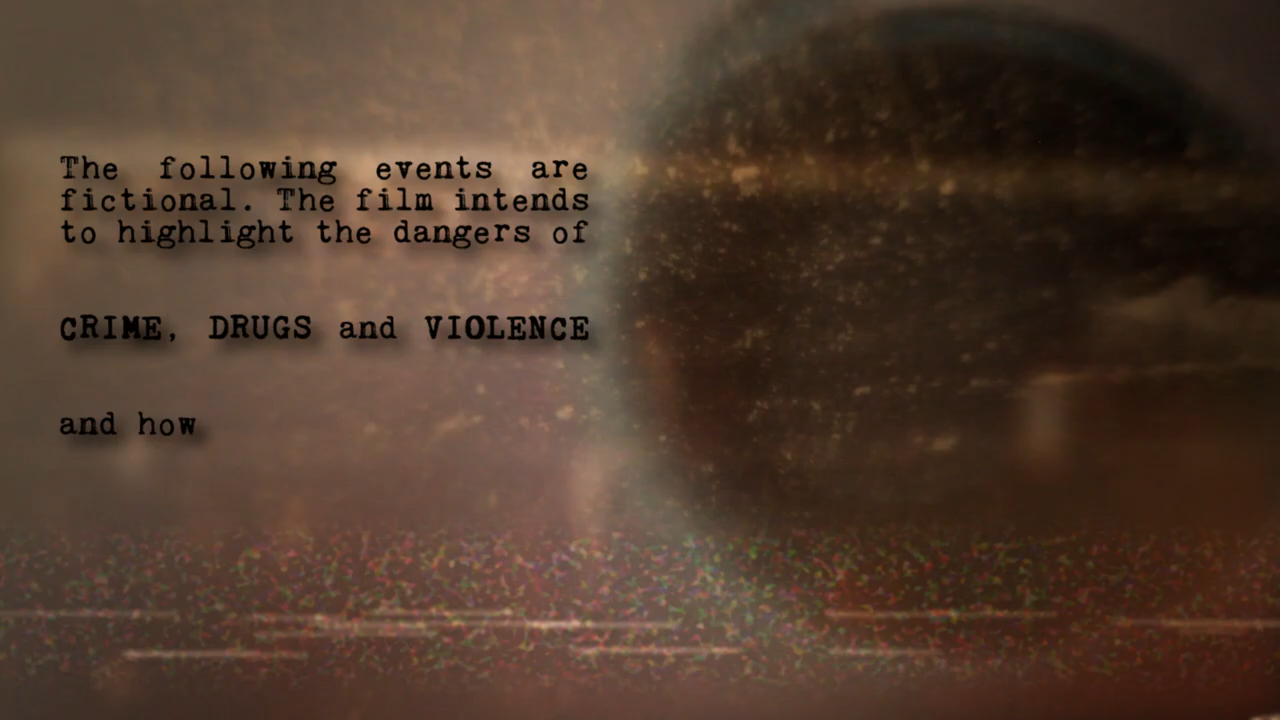 The following events are
fictional. The film intends
to highlight the dangers of
CRIME, DRUGS and VIOLENCE
and how